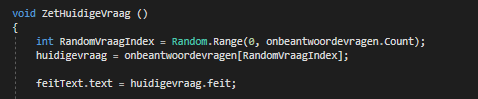 void ZetHuidigeVraag ()
{
int RandomVraagIndex = Random.Range(0, onbeantwoordevragen.Count);
huidigevraag = onbeantwoordevragen[RandomVraagIndex];
feitText.text = huidigevraag.feit;